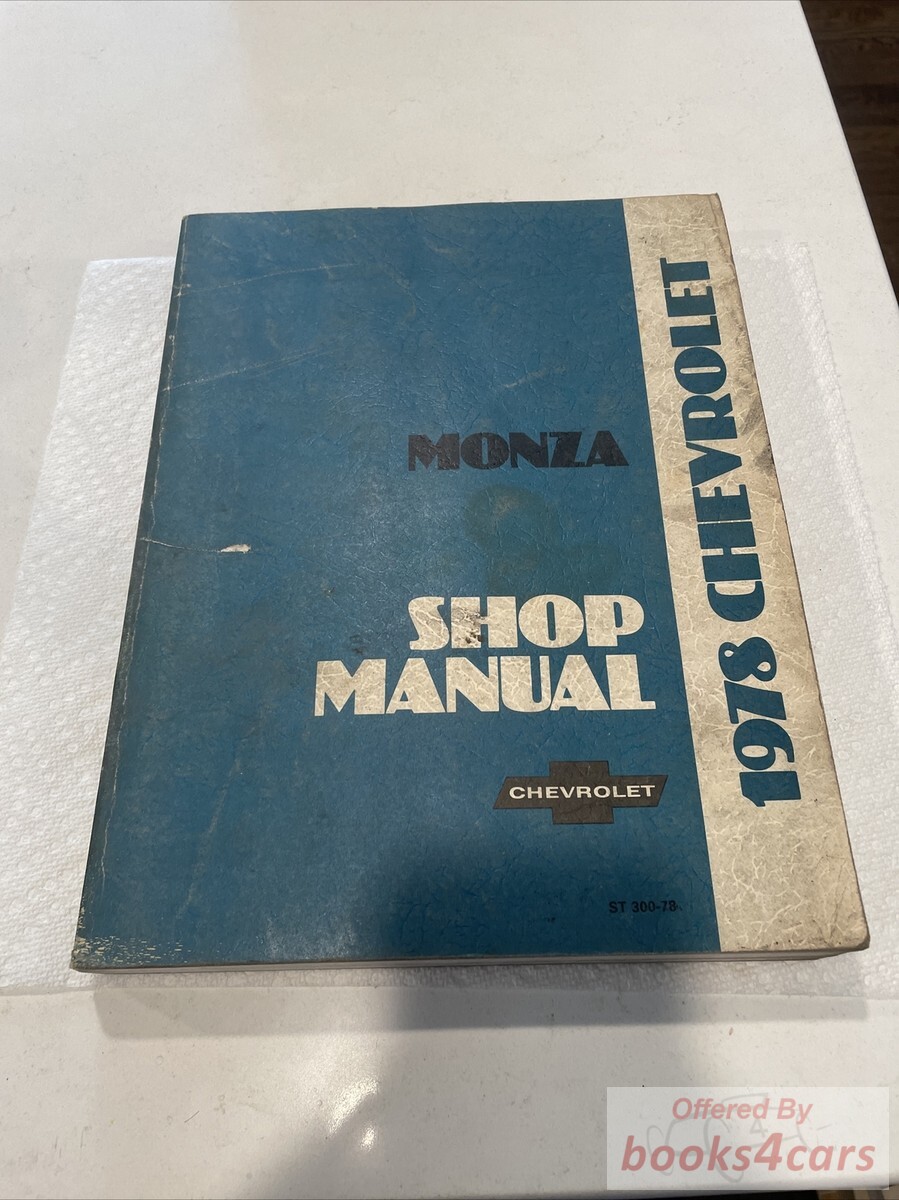 MONZA
SHOP
MANUAL
CHEVROLET
ST 300-78
1978 CHEVROLET
Offered By
books4cars